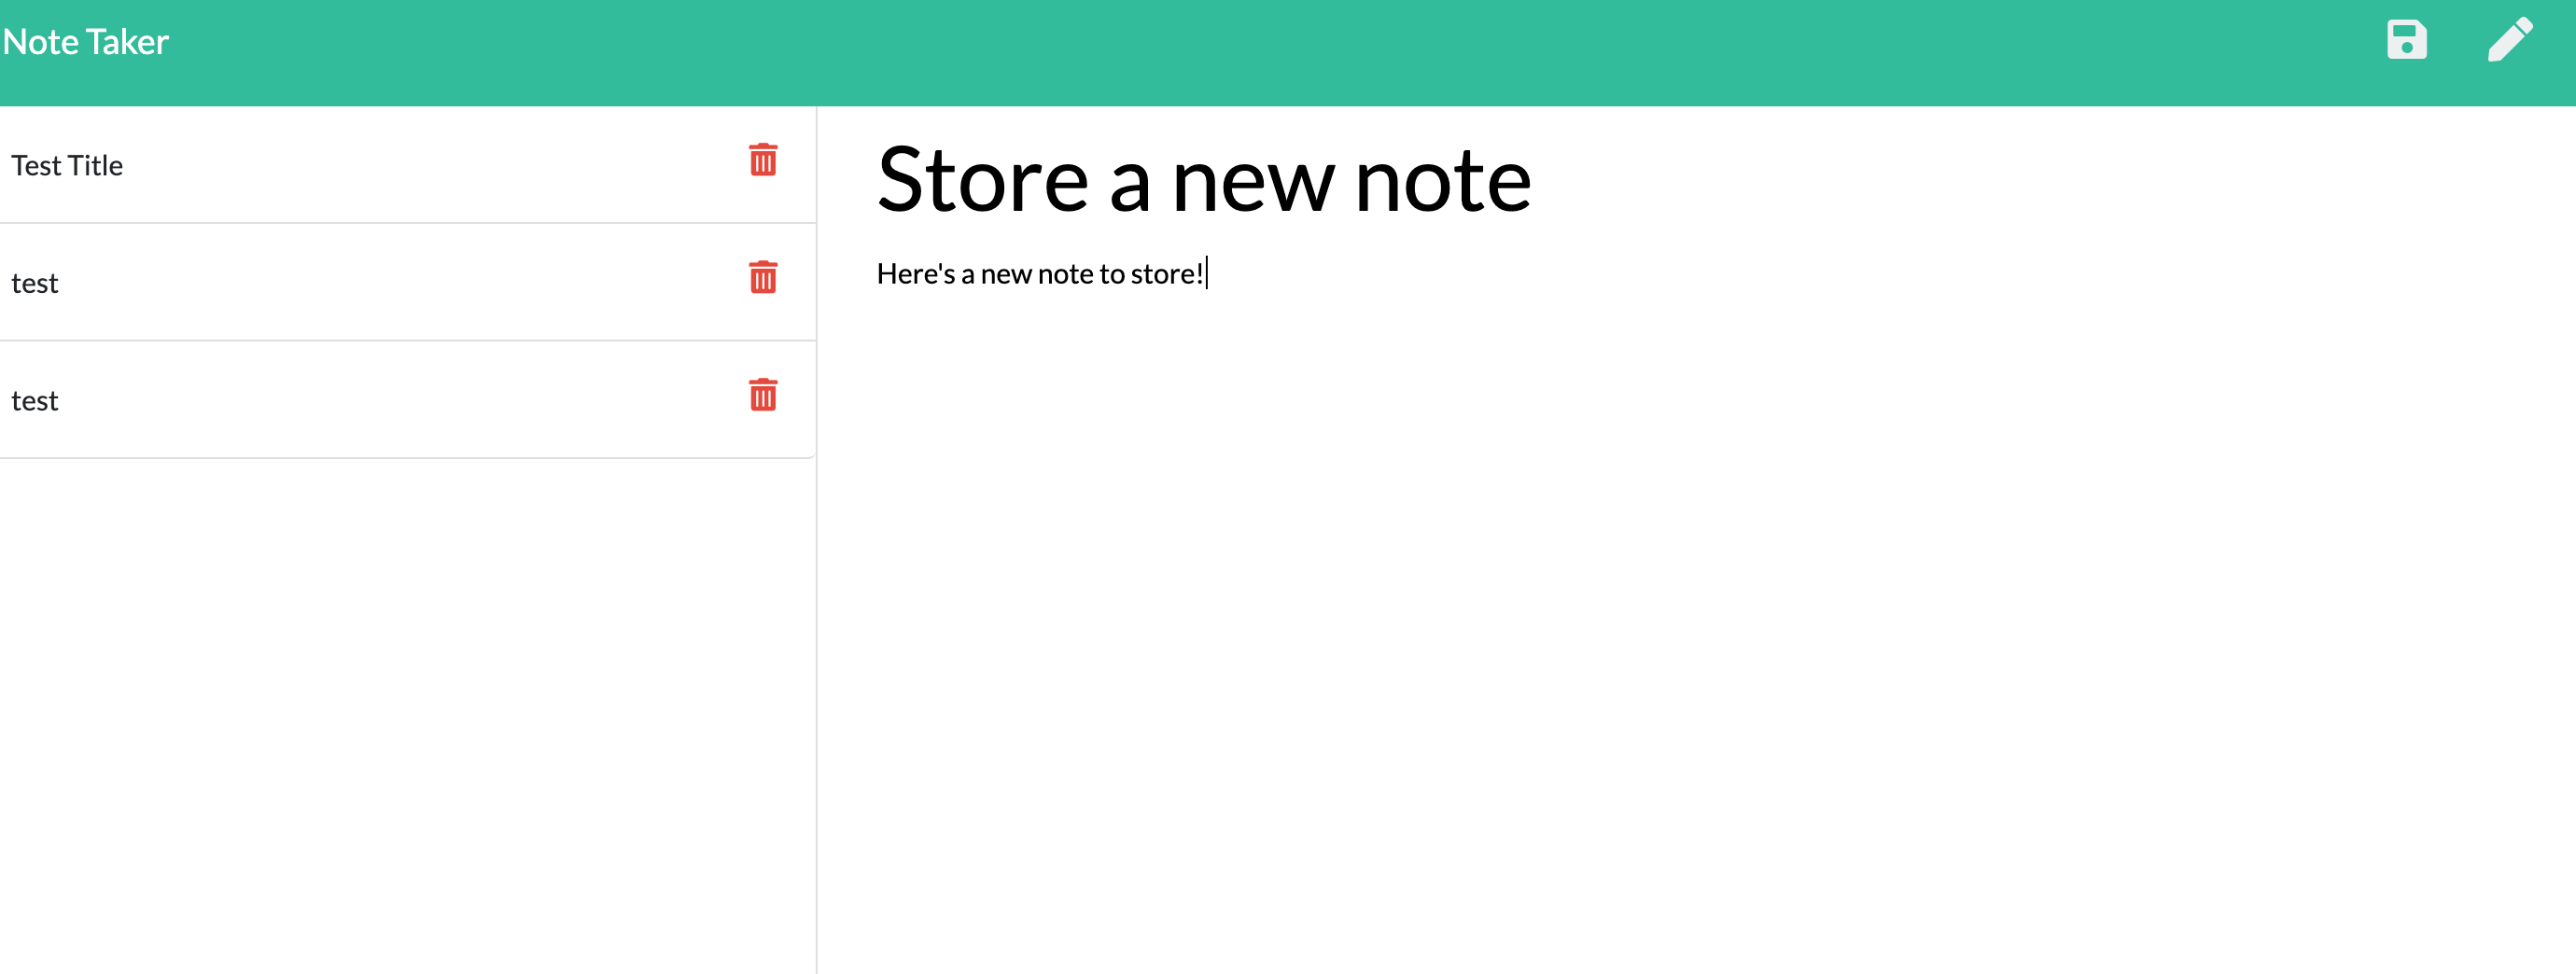 Note Taker
Test Title
test
test
Store a new note
Here's a new note to store!